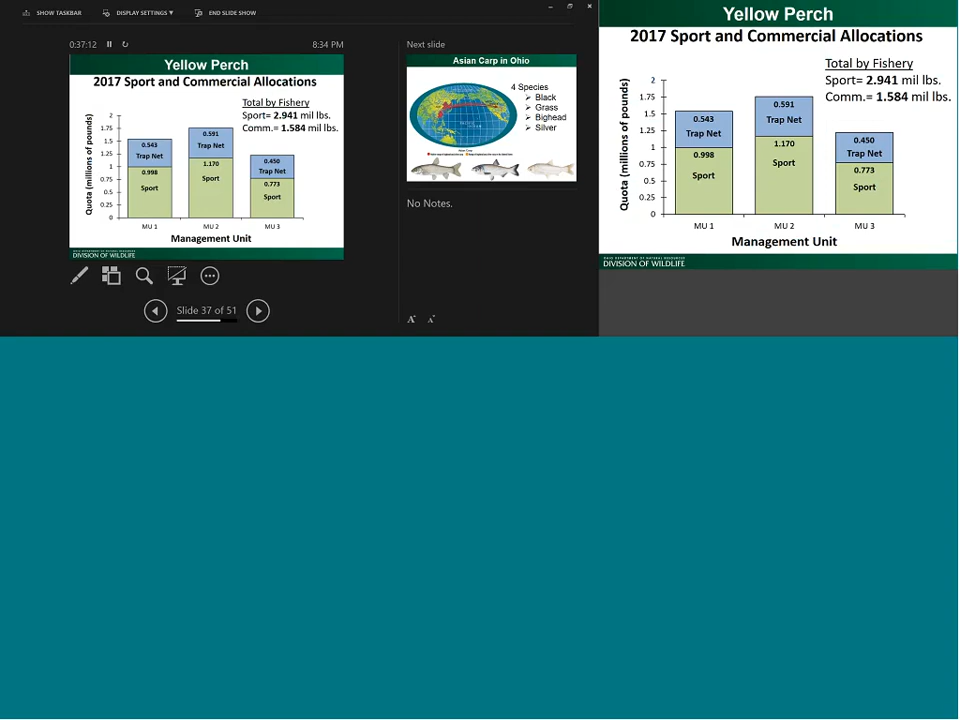 SHOW TASKBAR
DISPLAY SETTINGS ▼
END SLIDE SHOW
0:37:12
8:34 PM
Yellow Perch
2017 Sport and Commercial Allocations
Total by Fishery
Sport= 2.941 mil lbs.
Comm.= 1.584 mil lbs.
Quota (millions of pounds)
2
1.75
1.5
1.25
1
0.75
0.5
0.25
0
0.543
Trap Net
0.998
Sport
0.591
Trap Net
1.170
Sport
0.450
Trap Net
0.773
Sport
MU 1
MU 2
MU 3
Management Unit
DIVISION OF WILDLIFE
Slide 37 of 51
Next slide
Asian Carp in Ohio
4 Species
Black
Grass
Bighead
Silver
No Notes.
A
A
Yellow Perch
2017 Sport and Commercial Allocations
Total by Fishery
Sport= 2.941 mil lbs.
Comm.= 1.584 mil lbs.
Quota (millions of pounds)
2
1.75
1.5
1.25
1
0.75
0.5
0.25
0
0.543
Trap Net
0.998
Sport
0.591
Trap Net
1.170
Sport
0.450
Trap Net
0.773
Sport
MU 1
MU 2
MU 3
Management Unit
OHIO DEPARTMENT OF NATURAL RESOURCES
DIVISION OF WILDLIFE